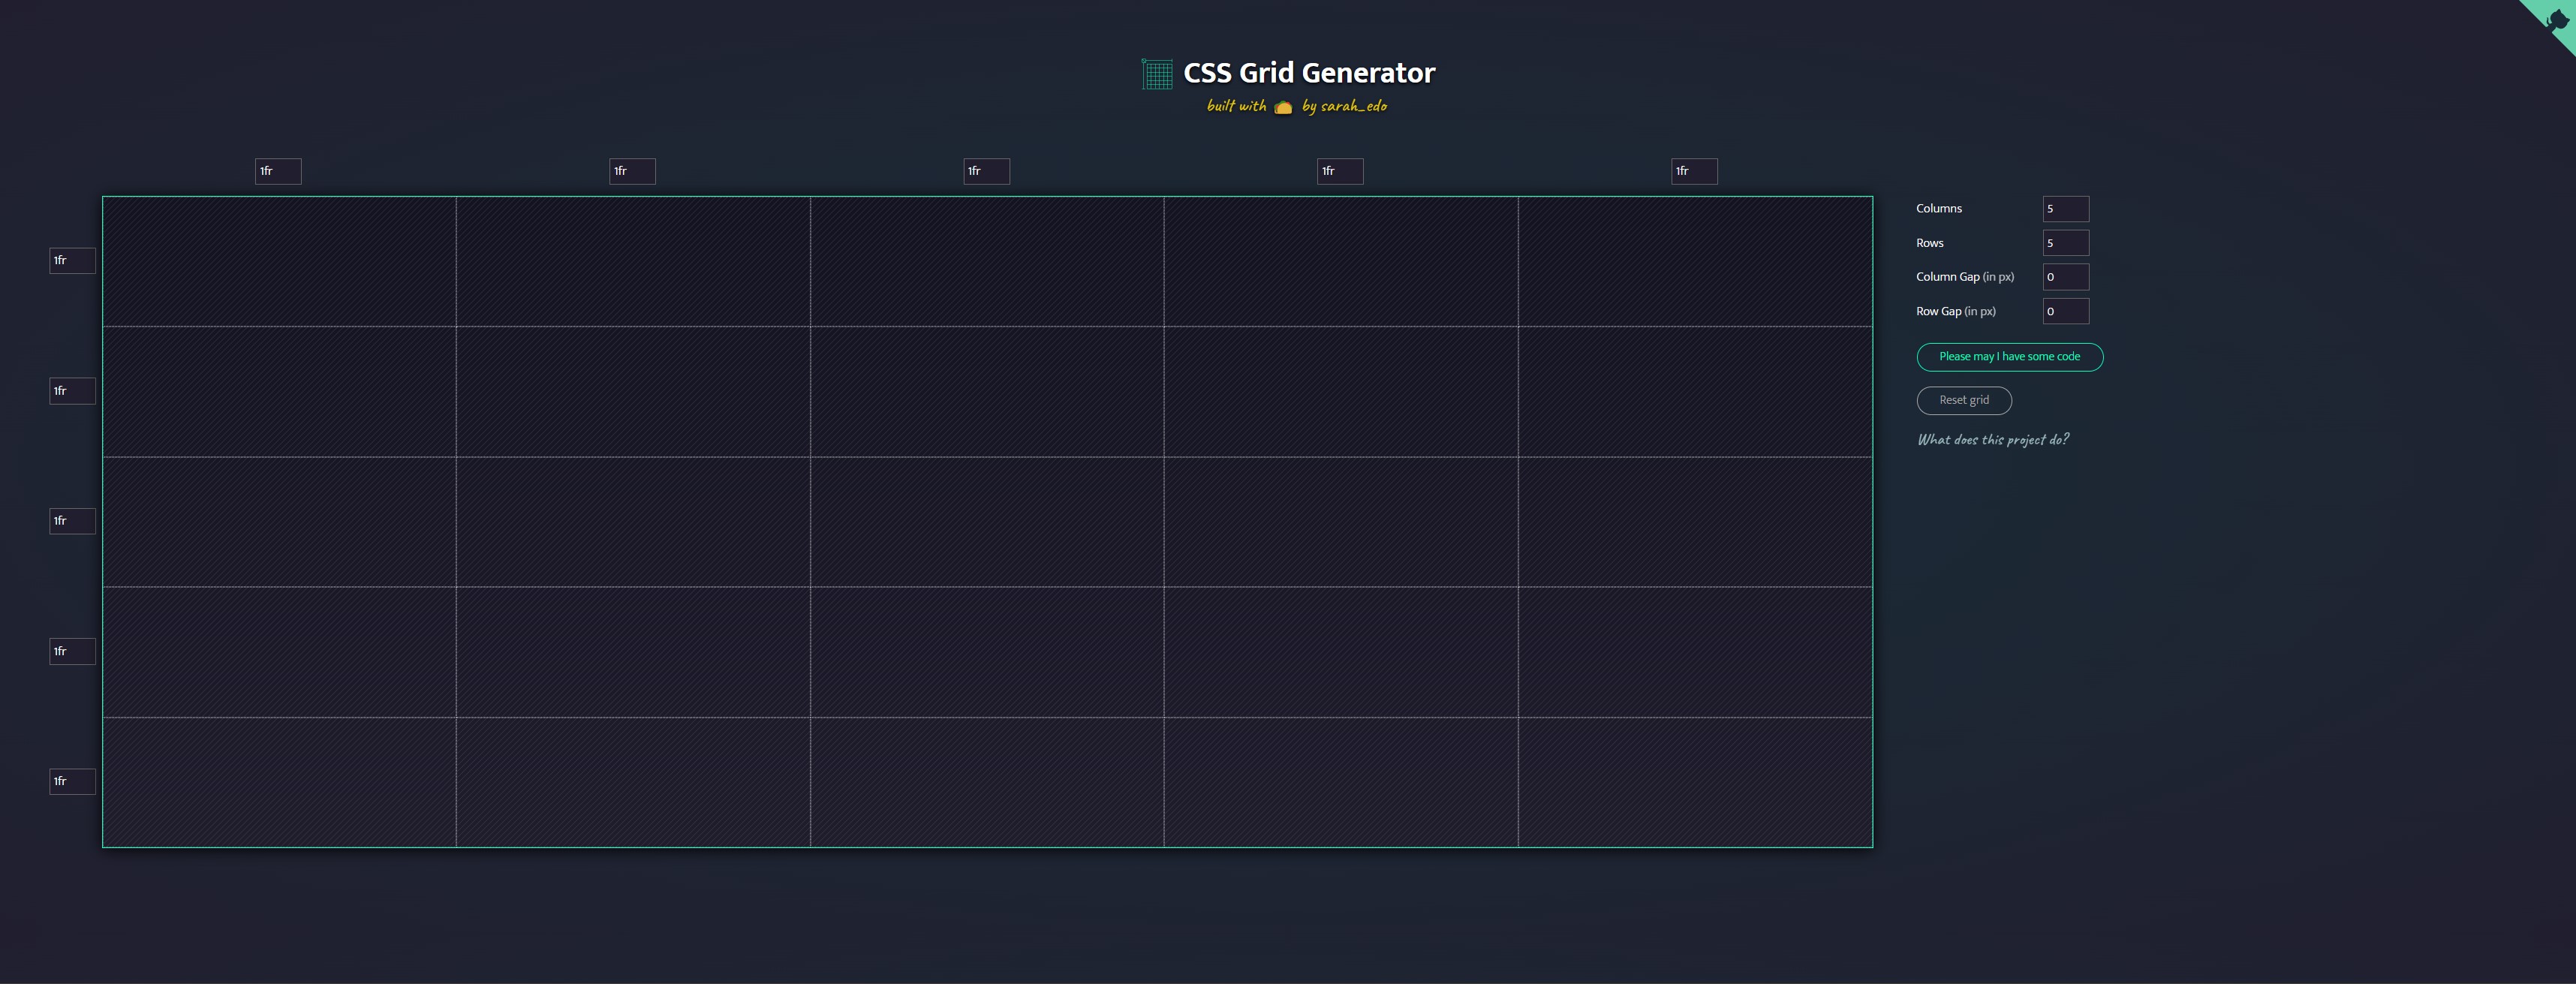 CSS Grid Generator
built with 🌮 by sarah_edo
1fr 1fr 1fr 1fr 1fr
1fr
1fr
1fr
1fr
1fr
Columns 5
Rows 5
Column Gap (in px) 0
Row Gap (in px) 0
Please may I have some code
Reset grid
What does this project do?